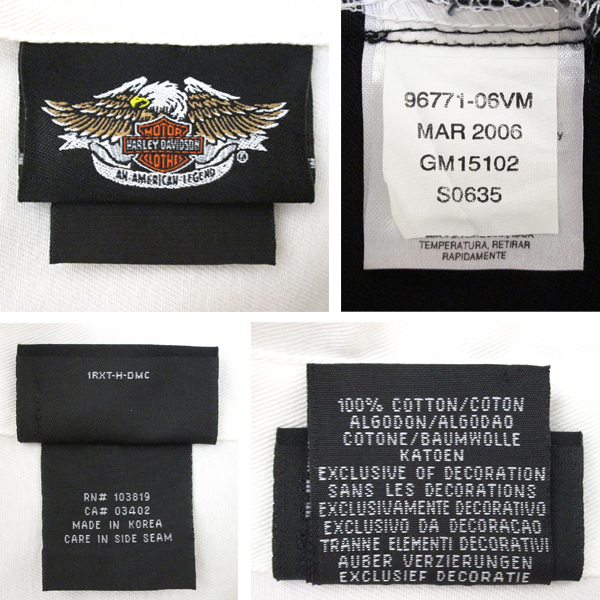 MOTOR
HARLEY-DAVIDSON
CLOTHES
AN AMERICAN LEGEND
96771-06VM
MAR 2006
GM15102
S0635
TEMPERATURA, RETIRAR
RAPIDAMENTE
1RXT-H-DMC
RN# 103819
CA# 03402
MADE IN KOREA
CARE IN SIDE SEAM
100% COTTON/COTON
ALGODON/ALGODAO
COTONE/BAUMWOLLE
KATOEN
EXCLUSIVE OF DECORATION
SANS LES DECORATIONS
EXCLUSIVAMENTE DECORATIVO
EXCLUSIVO DA DECORACAO
TRANNE ELEMENTI DECORATIVI
AUBER VERZIERUNGEN
EXCLUSIEF DECORATIE